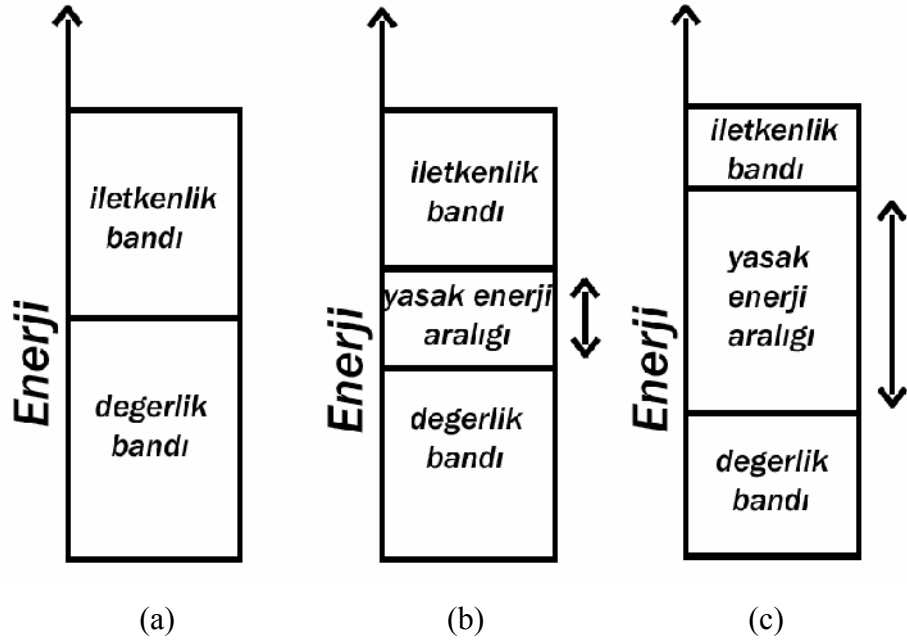 Enerji
iletkenlik
bandı
degerlik
bandı
(a)
Enerji
iletkenlik
bandı
yasak enerji
aralıgı
degerlik
bandı
(b)
Enerji
iletkenlik
bandı
yasak
enerji
aralıgı
degerlik
bandı
(c)